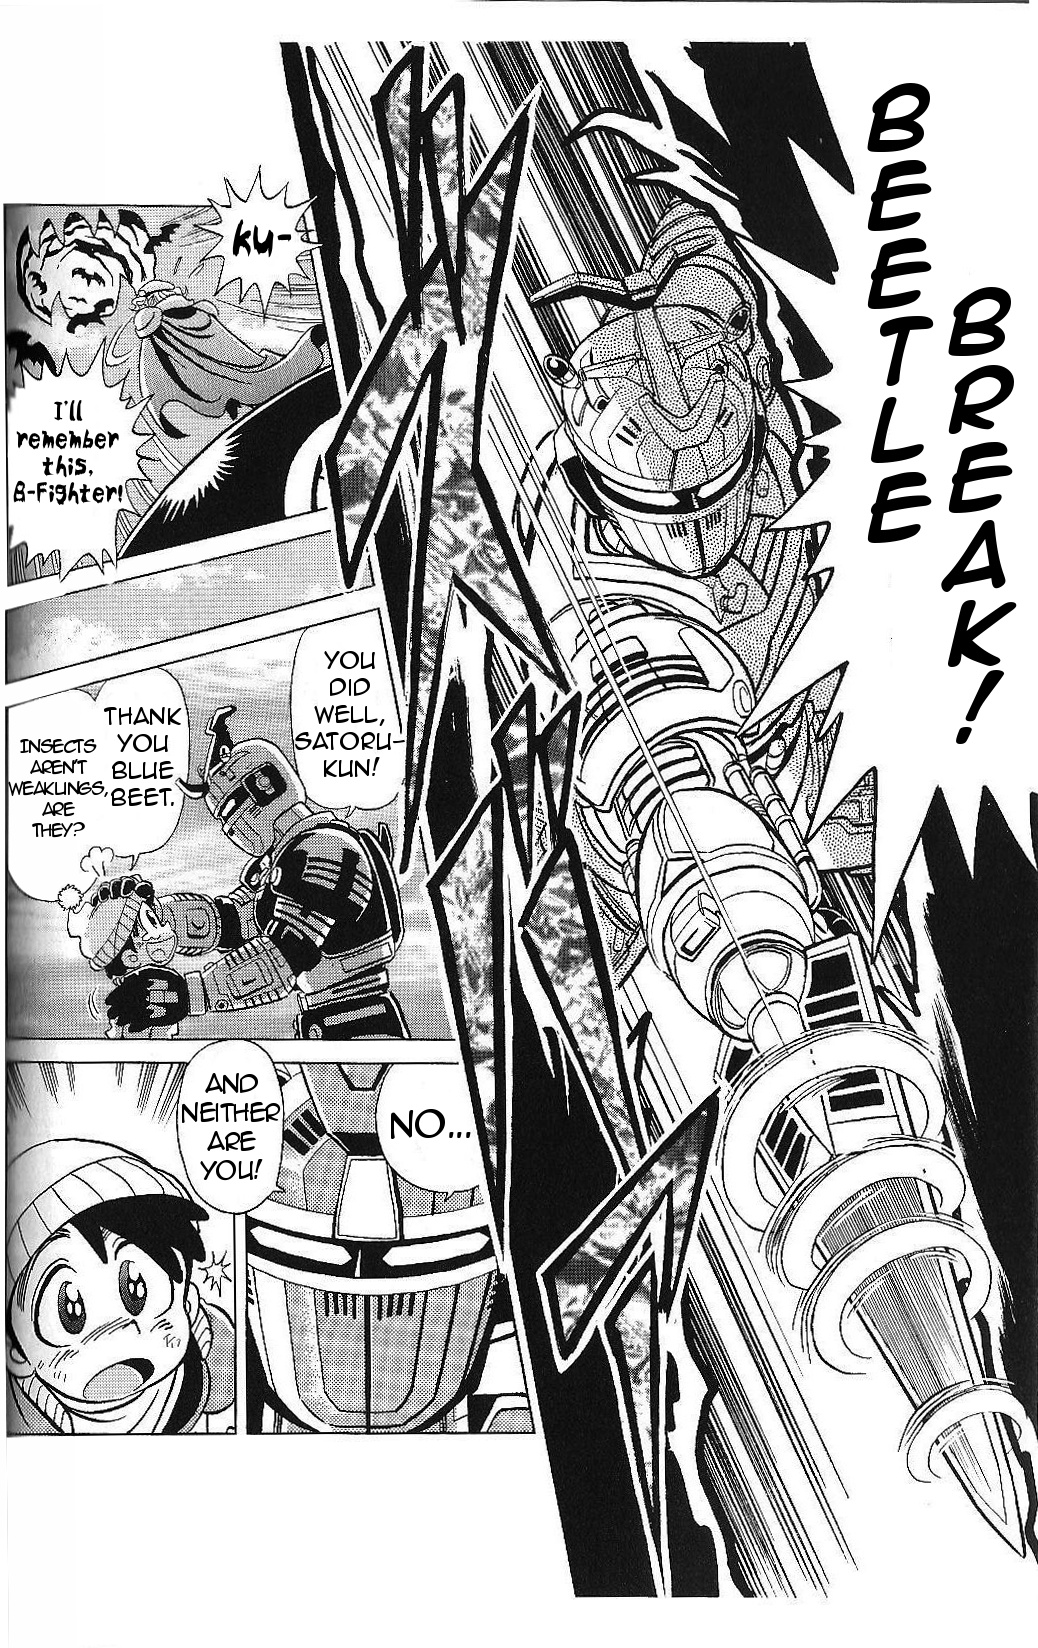 BEETLE
BREAK!
KU-
I'll
remember
this,
B-Fighter!
YOU
DID
WELL,
SATORU-
KUN!
THANK
YOU
BLUE
BEET.
INSECTS
AREN'T
WEAKLINGS,
ARE
THEY?
NO...
AND
NEITHER
ARE
YOU!